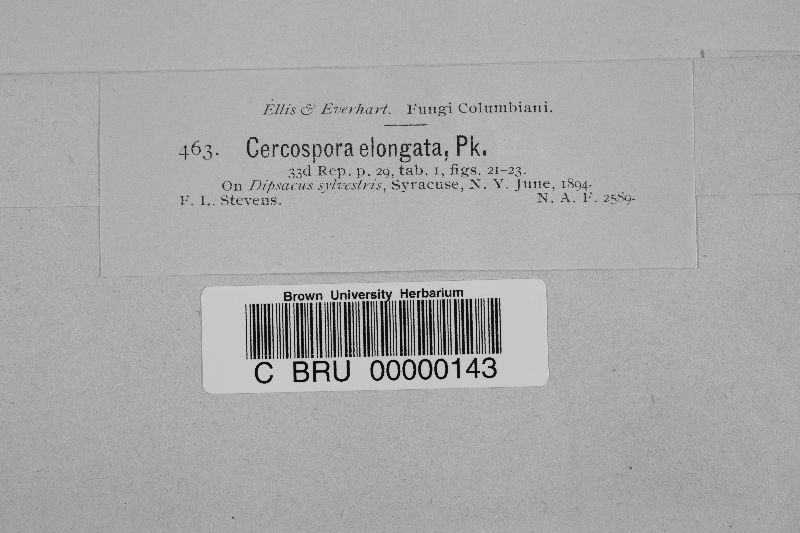 Ellis & Everhart. Fungi Columbiani.
463. Cercospora elongata, Pk.
33d Rep. p. 29, tab. 1, figs. 21-23.
On Dipsacus sylvestris, Syracuse, N. Y. June, 1894.
F. L. Stevens. N. A. F. 2589.
Brown University Herbarium
C BRU 00000143